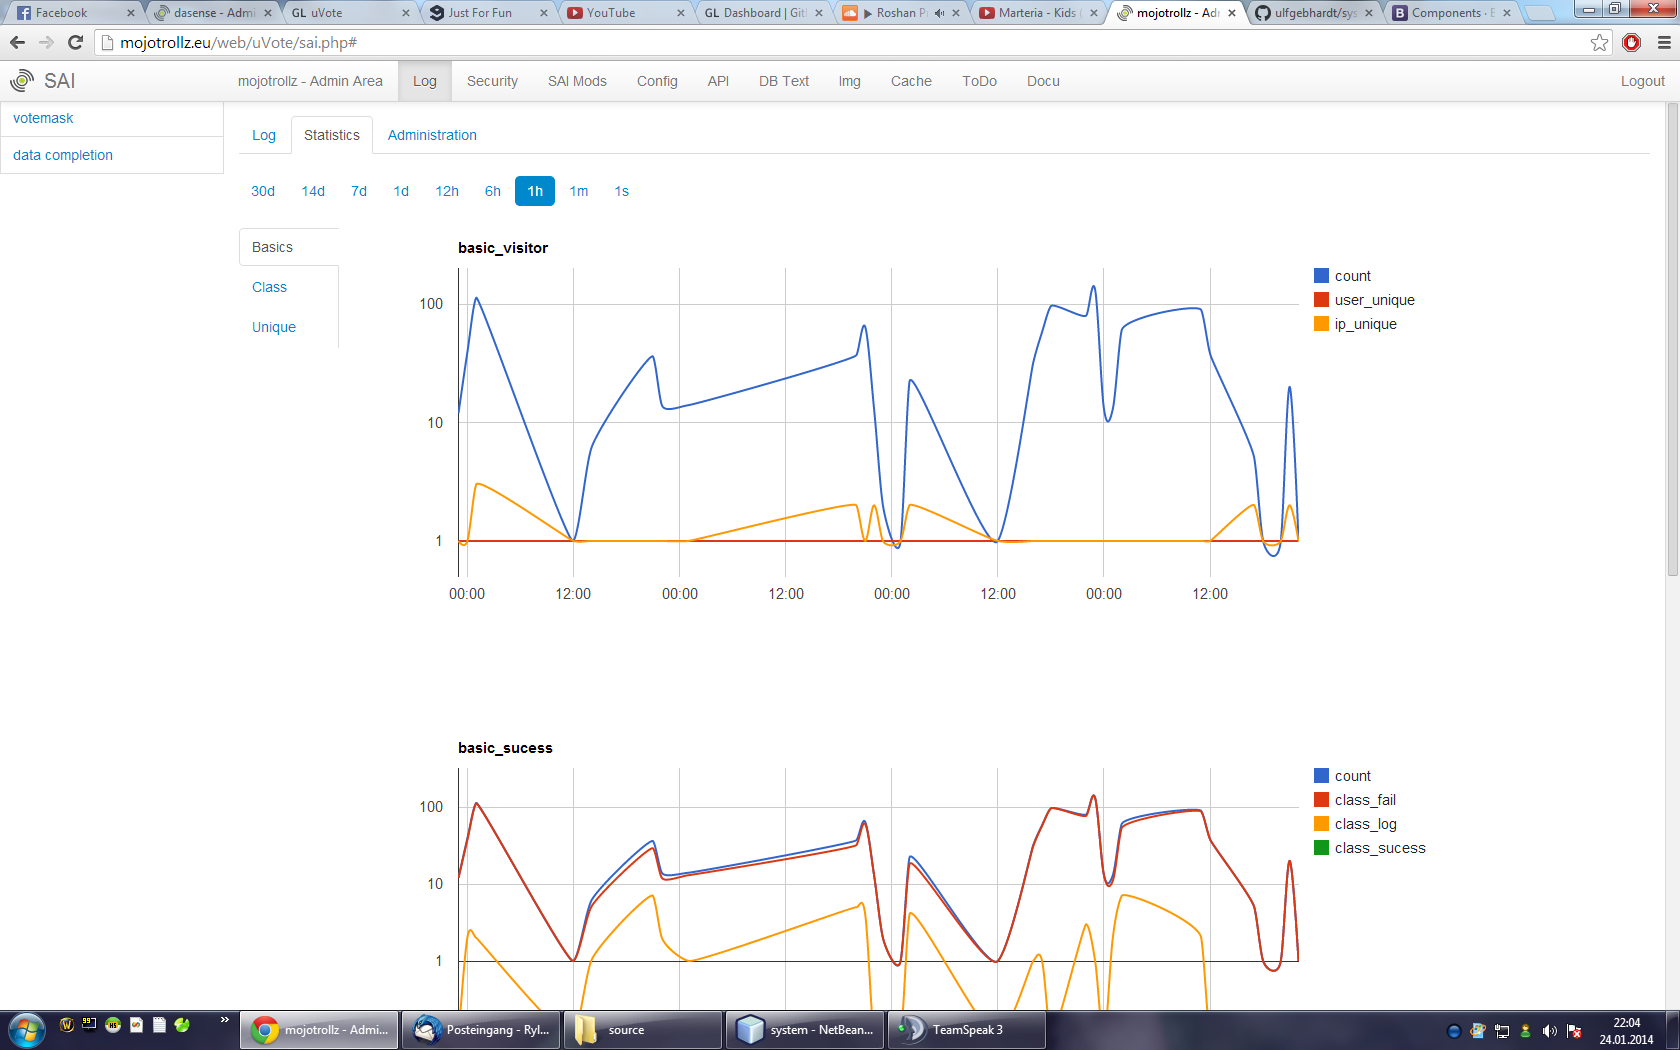 Facebook
dasense - Admi
GL uVote
Just For Fun
YouTube
GL Dashboard | Git
Roshan P
Marteria - Kids
mojotrollz - Ad
ulfgebhardt/sys
B Components · B
mojotrollz.eu/web/uVote/sai.php#
SAI
mojotrollz - Admin Area
Log
Security
SAI Mods
Config
API
DB Text
Img
Cache
ToDo
Docu
Logout
votemask
data completion
Log
Statistics
Administration
30d
14d
7d
1d
12h
6h
1h
1m
1s
Basics
Class
Unique
basic_visitor
100
10
1
00:00
12:00
00:00
12:00
00:00
12:00
00:00
12:00
count
user_unique
ip_unique
basic_sucess
100
10
1
count
class_fail
class_log
class_sucess
mojotrollz - Admi...
Posteingang - Ryl...
source
system - NetBean...
TeamSpeak 3
22:04
24.01.2014